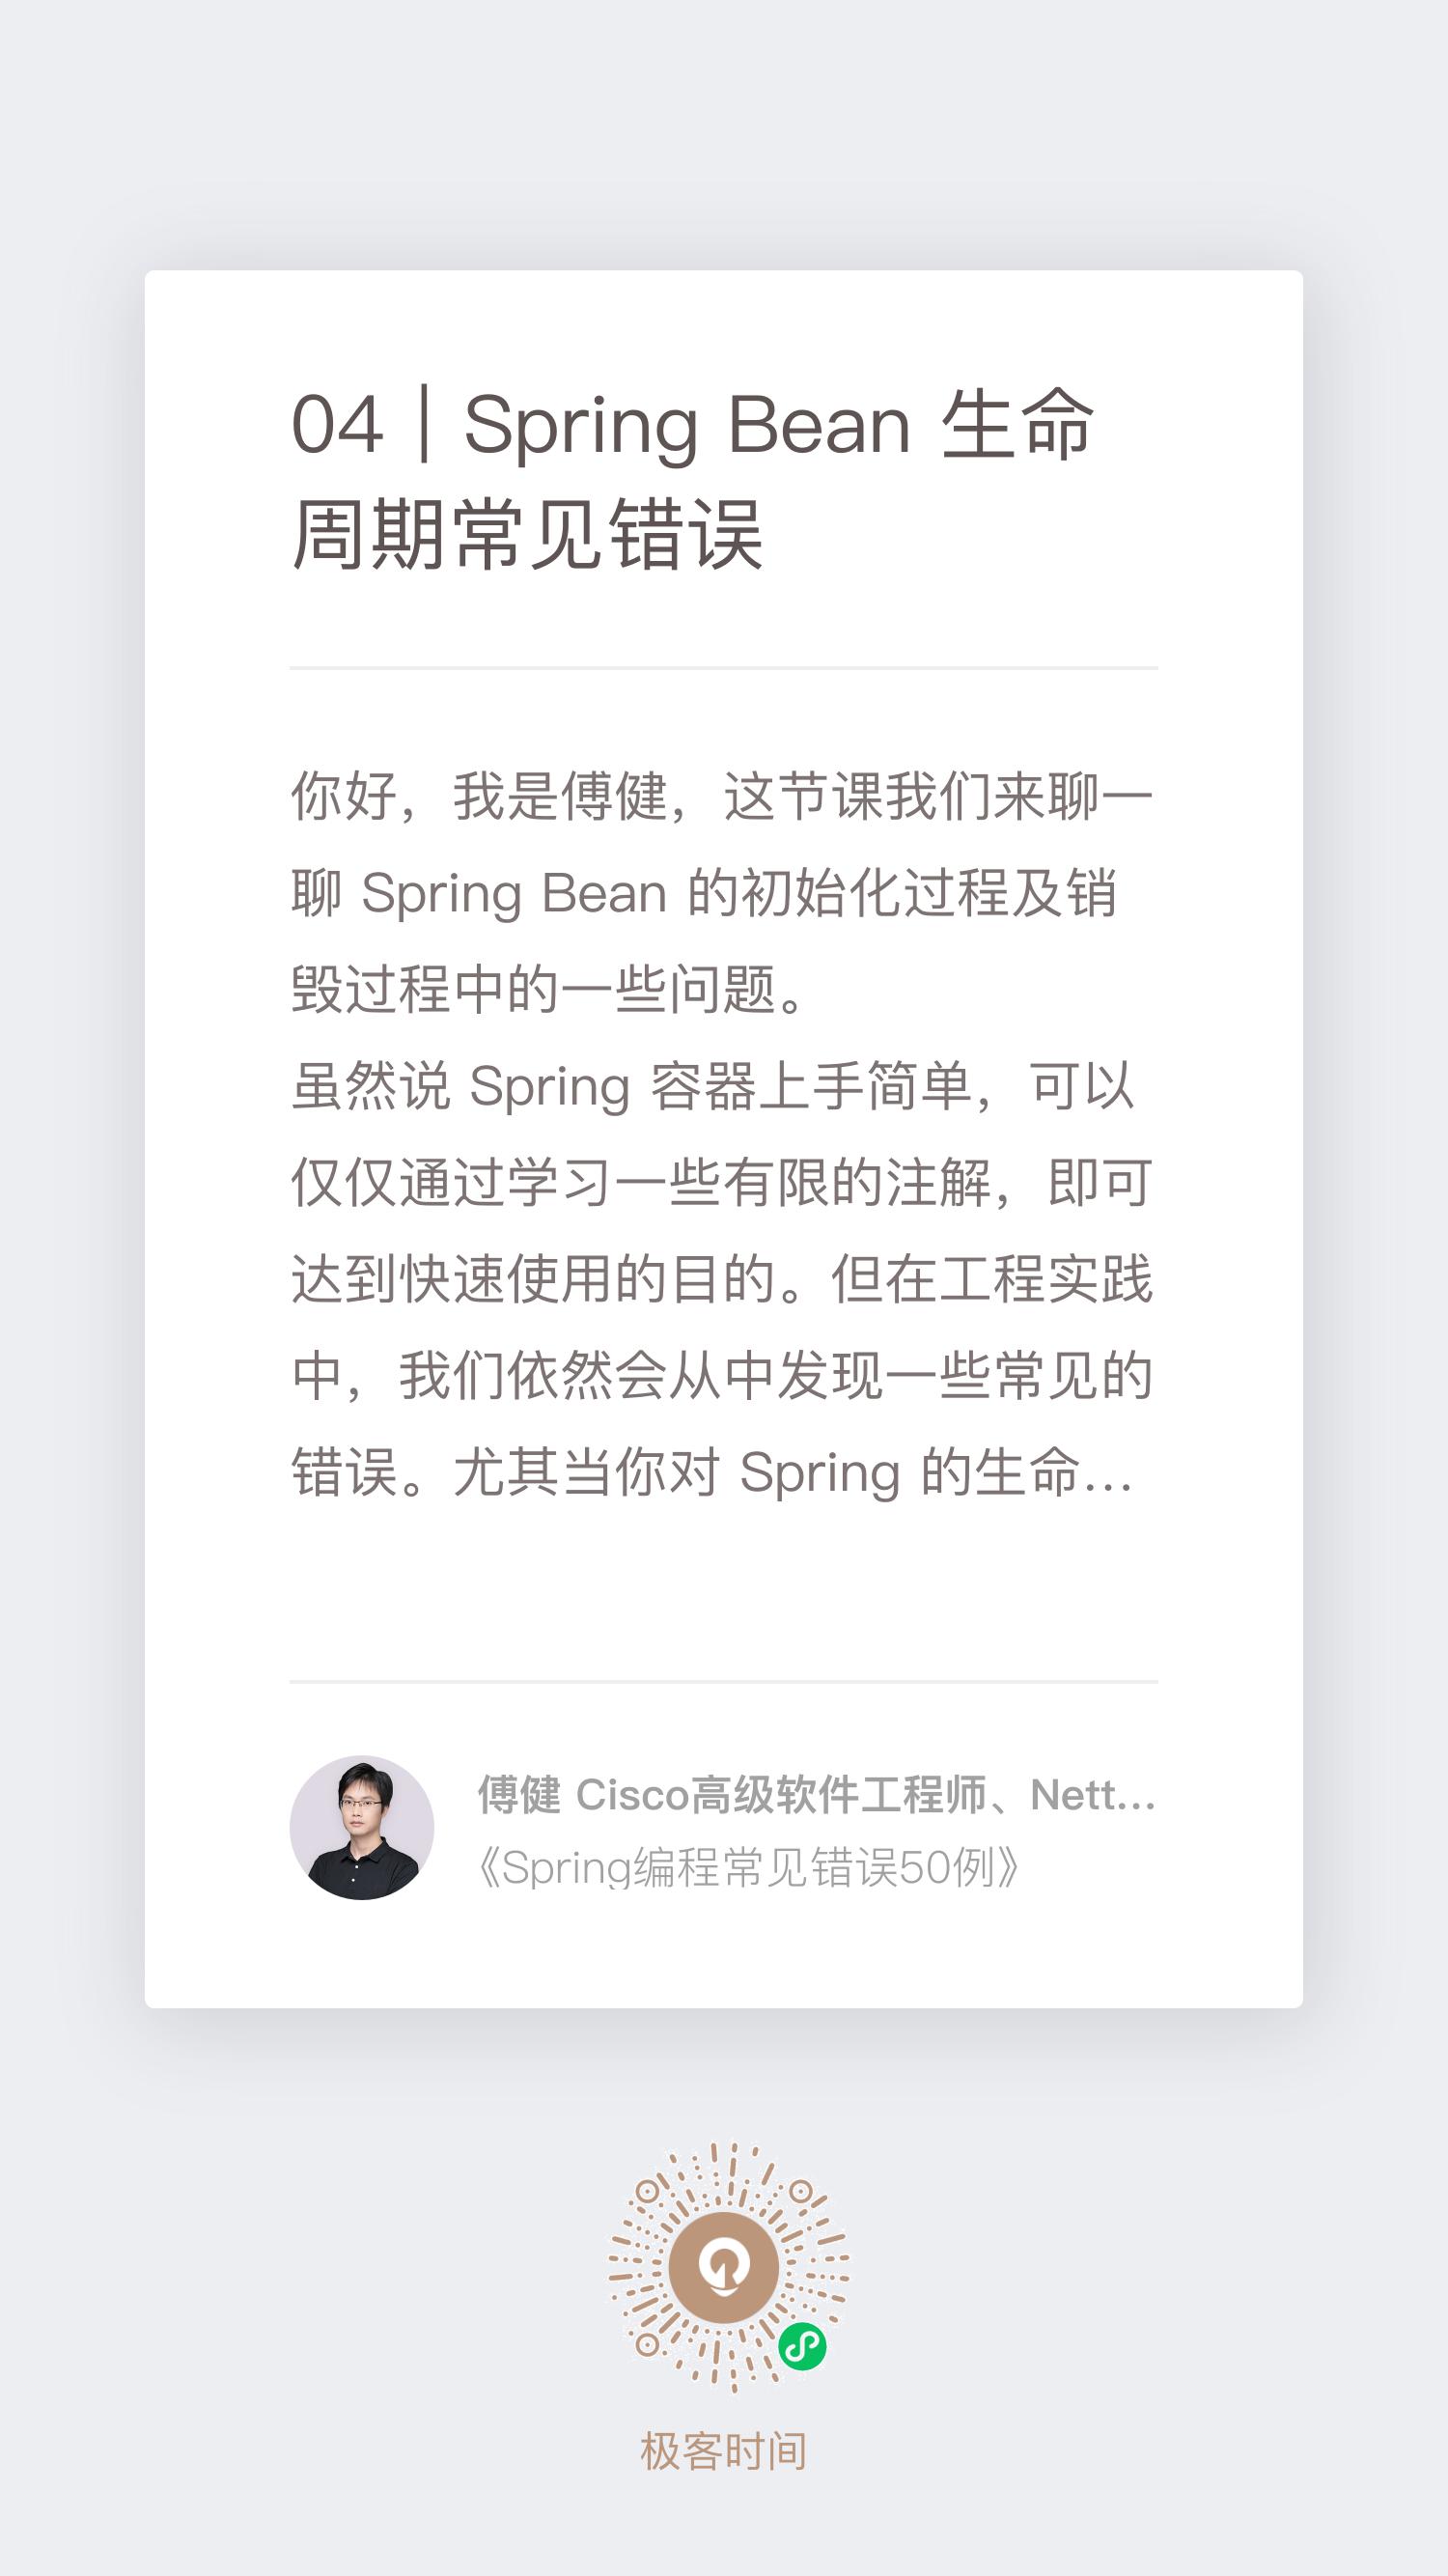 04｜Spring Bean 生命
周期常见错误
你好，我是傅健，这节课我们来聊一
聊 Spring Bean 的初始化过程及销
毁过程中的一些问题。
虽然说 Spring 容器上手简单，可以
仅仅通过学习一些有限的注解，即可
达到快速使用的目的。但在工程实践
中，我们依然会从中发现一些常见的
错误。尤其当你对 Spring 的生命...
傅健 Cisco高级软件工程师、Nett...
《Spring编程常见错误50例》
极客时间